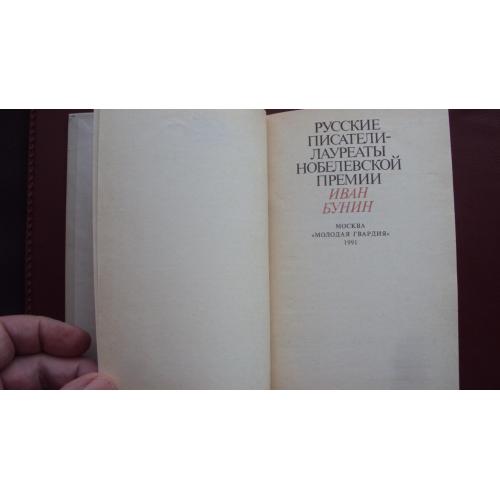 РУССКИЕ
ПИСАТЕЛИ-
ЛАУРЕАТЫ
НОБЕЛЕВСКОЙ
ПРЕМИИ
ИВАН
БУНИН
МОСКВА
«МОЛОДАЯ ГВАРДИЯ»
1991